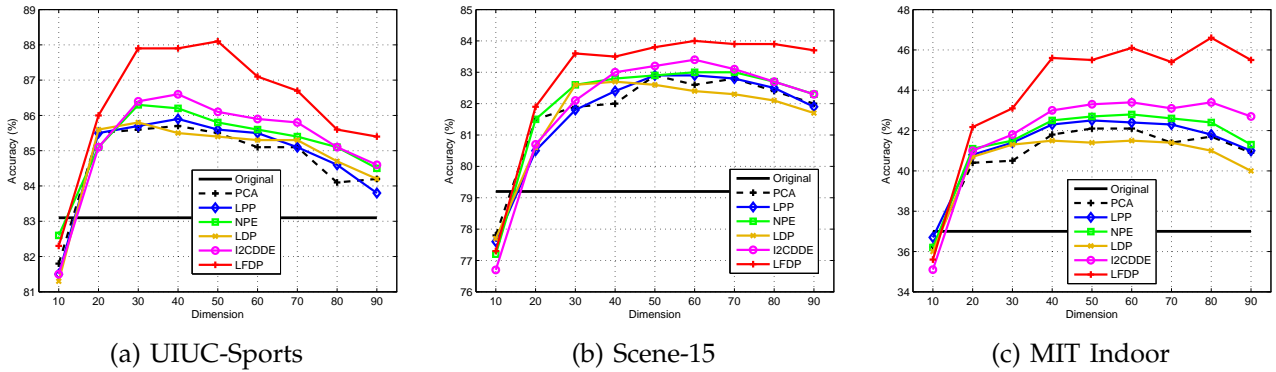 89
88
87
86
85
84
83
82
81
Accuracy (%)
10 20 30 40 50 60 70 80 90
Dimension
Original
PCA
LPP
NPE
LDP
I2CDDE
LFDP
(a) UIUC-Sports
85
84
83
82
81
80
79
78
77
76
Accuracy (%)
10 20 30 40 50 60 70 80 90
Dimension
Original
PCA
LPP
NPE
LDP
I2CDDE
LFDP
(b) Scene-15
48
46
44
42
40
38
36
34
Accuracy (%)
10 20 30 40 50 60 70 80 90
Dimension
Original
PCA
LPP
NPE
LDP
I2CDDE
LFDP
(c) MIT Indoor